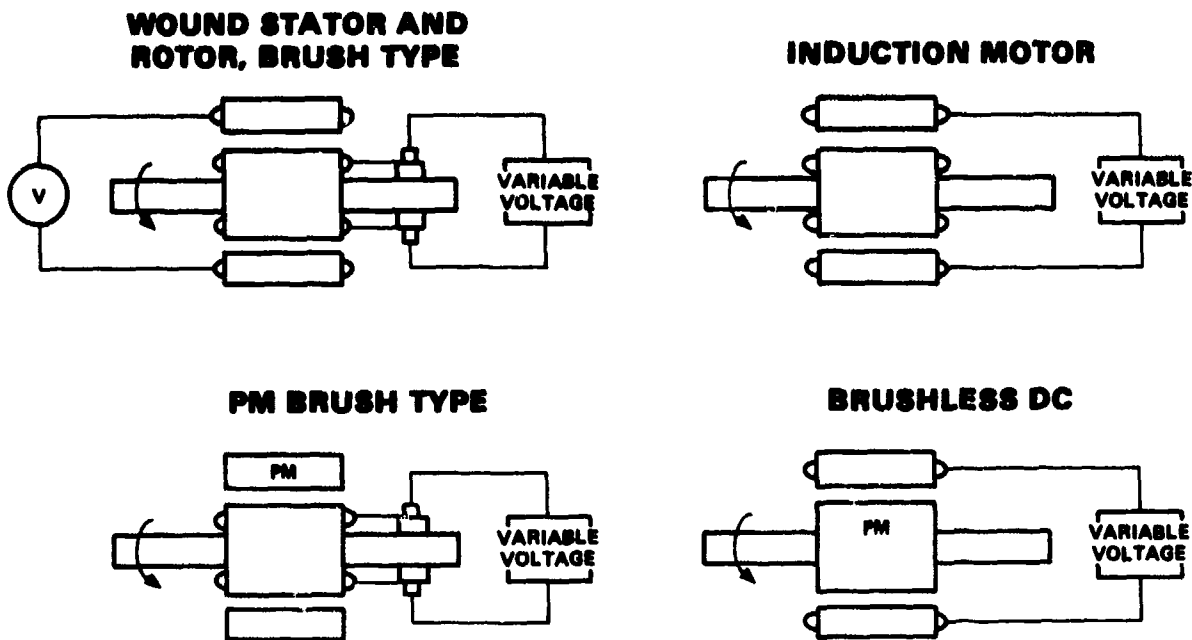 WOUND STATOR AND
ROTOR, BRUSH TYPE
V
VARIABLE
VOLTAGE
INDUCTION MOTOR
VARIABLE
VOLTAGE
PM BRUSH TYPE
PM
VARIABLE
VOLTAGE
BRUSHLESS DC
PM
VARIABLE
VOLTAGE